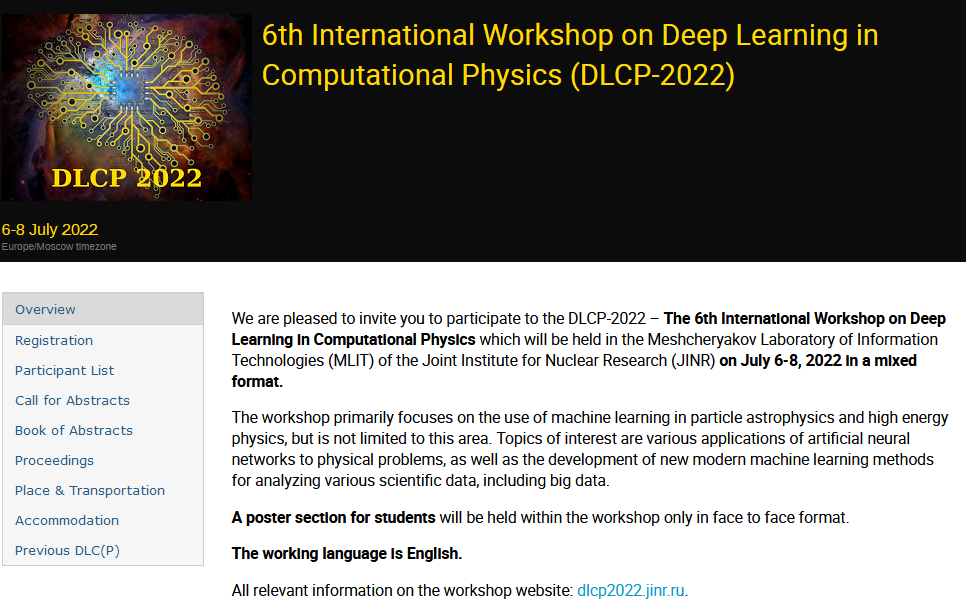 6th International Workshop on Deep Learning in
Computational Physics (DLCP-2022)
DLCP 2022
6-8 July 2022
Europe/Moscow timezone
Overview
Registration
Participant List
Call for Abstracts
Book of Abstracts
Proceedings
Place & Transportation
Accommodation
Previous DLC(P)
We are pleased to invite you to participate to the DLCP-2022 – The 6th International Workshop on Deep
Learning in Computational Physics which will be held in the Meshcheryakov Laboratory of Information
Technologies (MLIT) of the Joint Institute for Nuclear Research (JINR) on July 6-8, 2022 in a mixed
format.
The workshop primarily focuses on the use of machine learning in particle astrophysics and high energy
physics, but is not limited to this area. Topics of interest are various applications of artificial neural
networks to physical problems, as well as the development of new modern machine learning methods
for analyzing various scientific data, including big data.
A poster section for students will be held within the workshop only in face to face format.
The working language is English.
All relevant information on the workshop website: dlcp2022.jinr.ru.